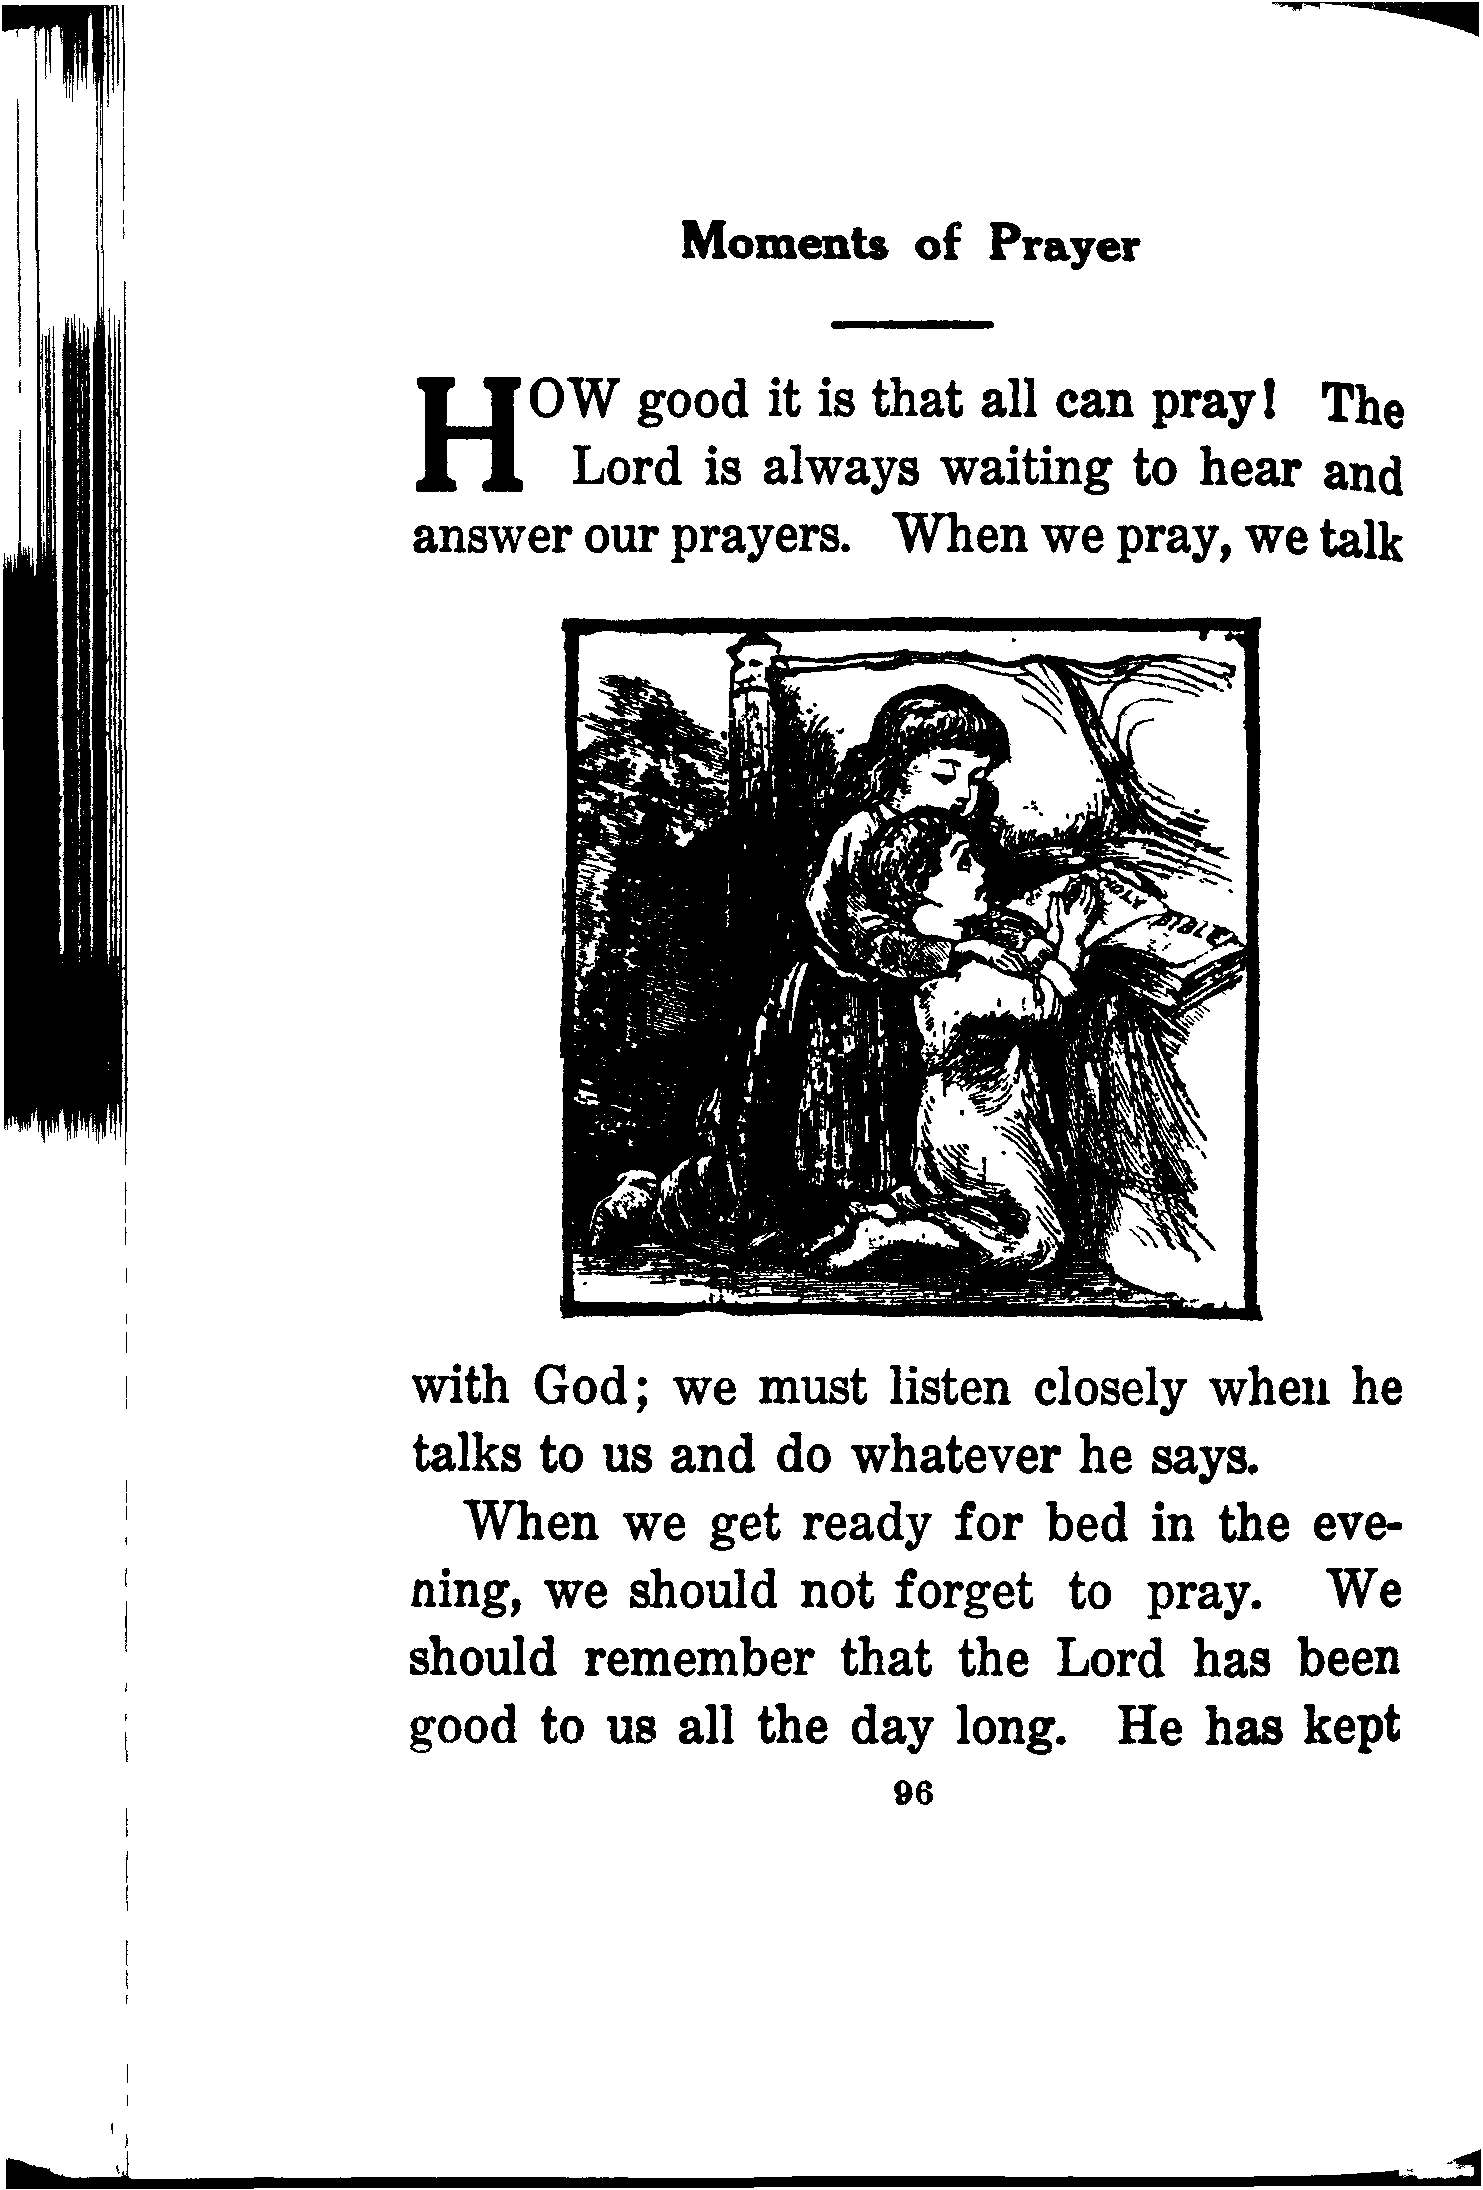 Moments of Prayer
HOW good it is that all can pray! The
Lord is always waiting to hear and
answer our prayers. When we pray, we talk
HOLY
BIBLE
with God; we must listen closely when he
talks to us and do whatever he says.
When we get ready for bed in the eve-
ning, we should not forget to pray. We
should remember that the Lord has been
good to us all the day long. He has kept
96